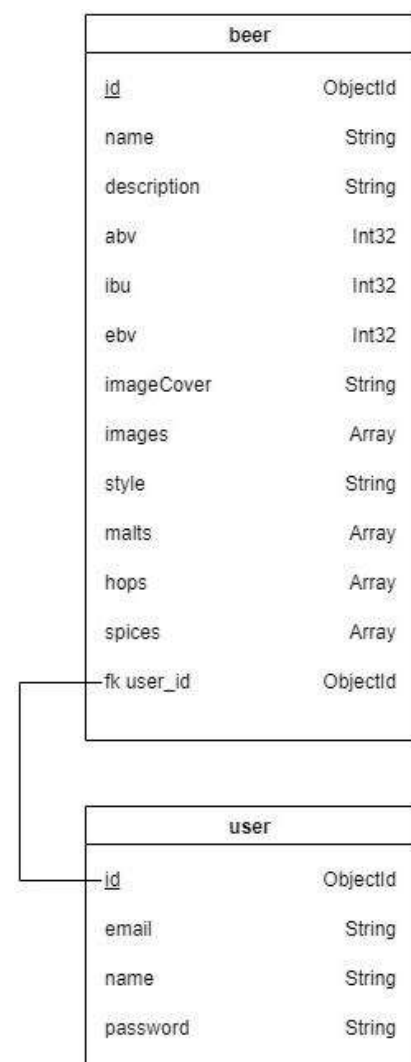 beer
id ObjectId
name String
description String
abv Int32
ibu Int32
ebv Int32
imageCover String
images Array
style String
malts Array
hops Array
spices Array
fk user_id ObjectId
user
id ObjectId
email String
name String
password String